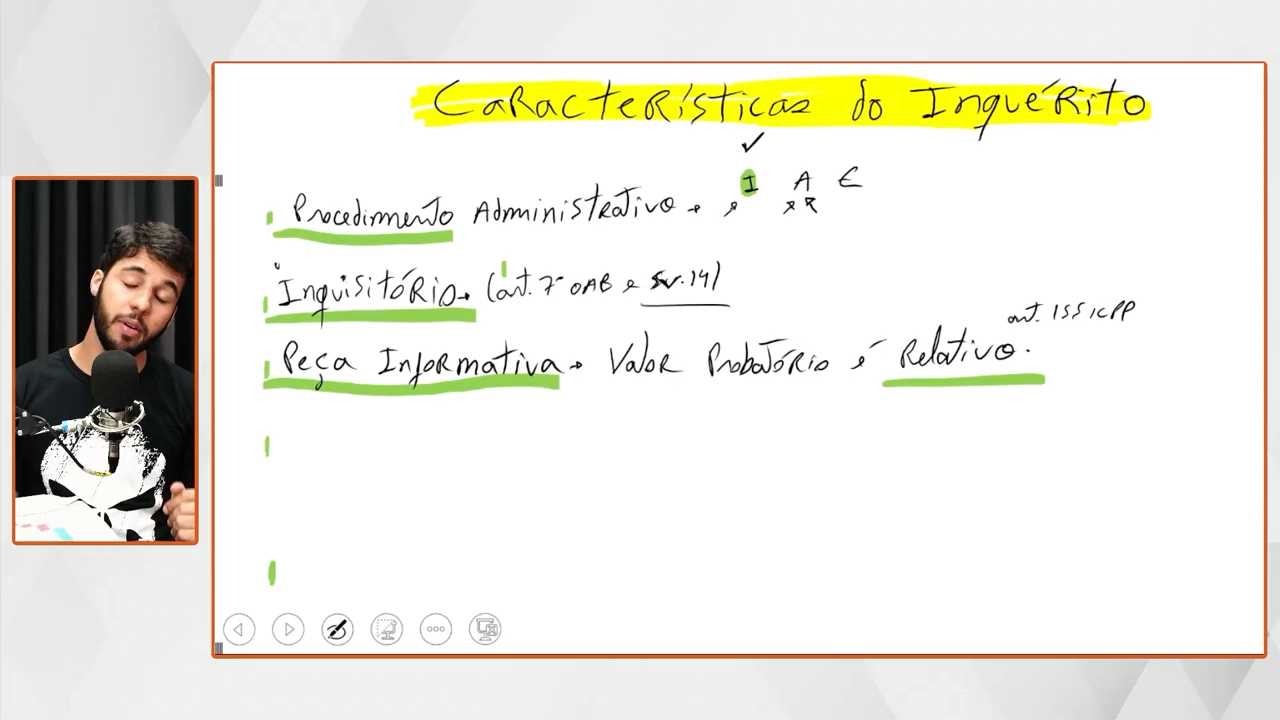 Características do Inquérito
I A E
Procedimento Administrativo
Inquisitório (art. 7º OAB e SV.14)
art. 155 CPP
Peça Informativa Valor Probatório é Relativo.